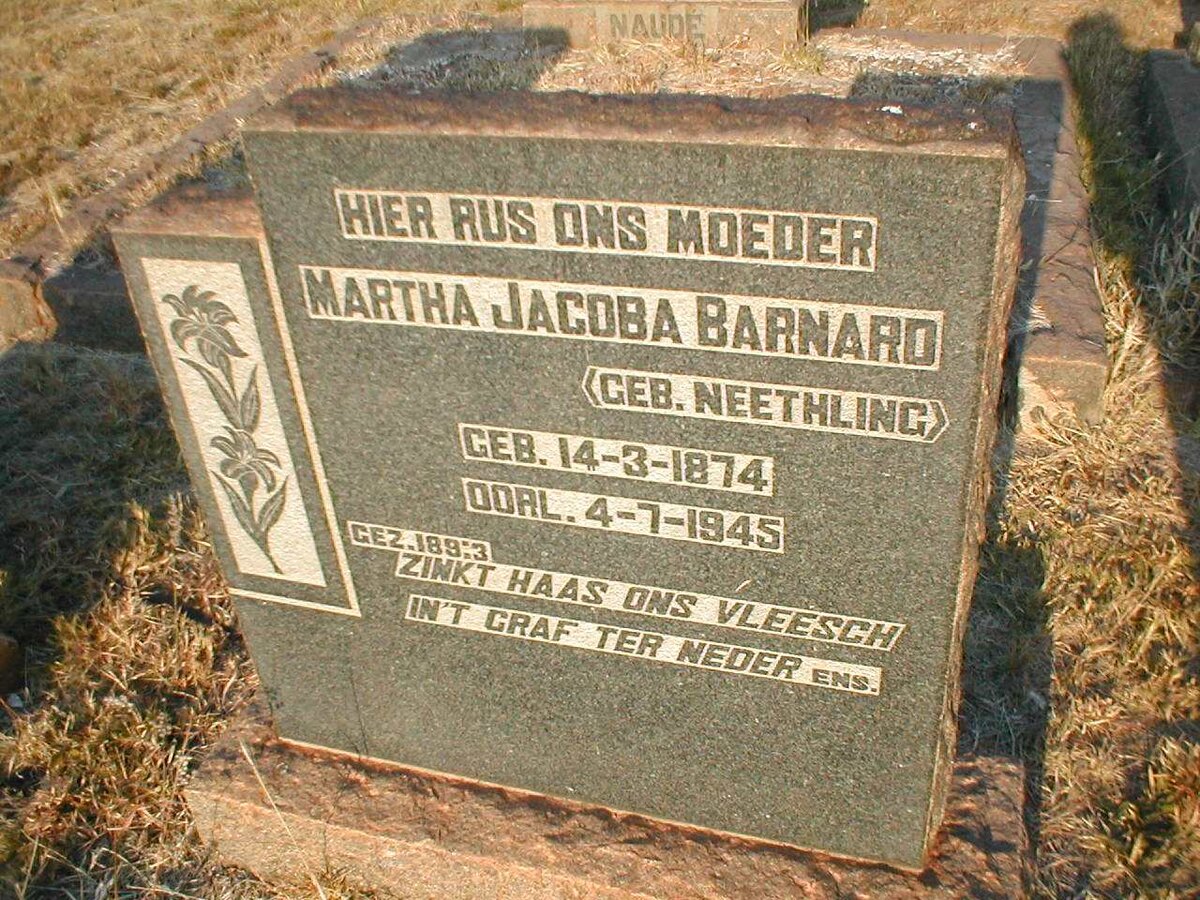 NAUDÉ
HIER RUS ONS MOEDER
MARTHA JACOBA BARNARD
(GEB. NEETHLING)
GEB. 14-3-1874
OORL. 4-7-1945
GEZ. 189:3
ZINKT HAAS ONS VLEESCH
IN'T GRAF TER NEDER ENS.